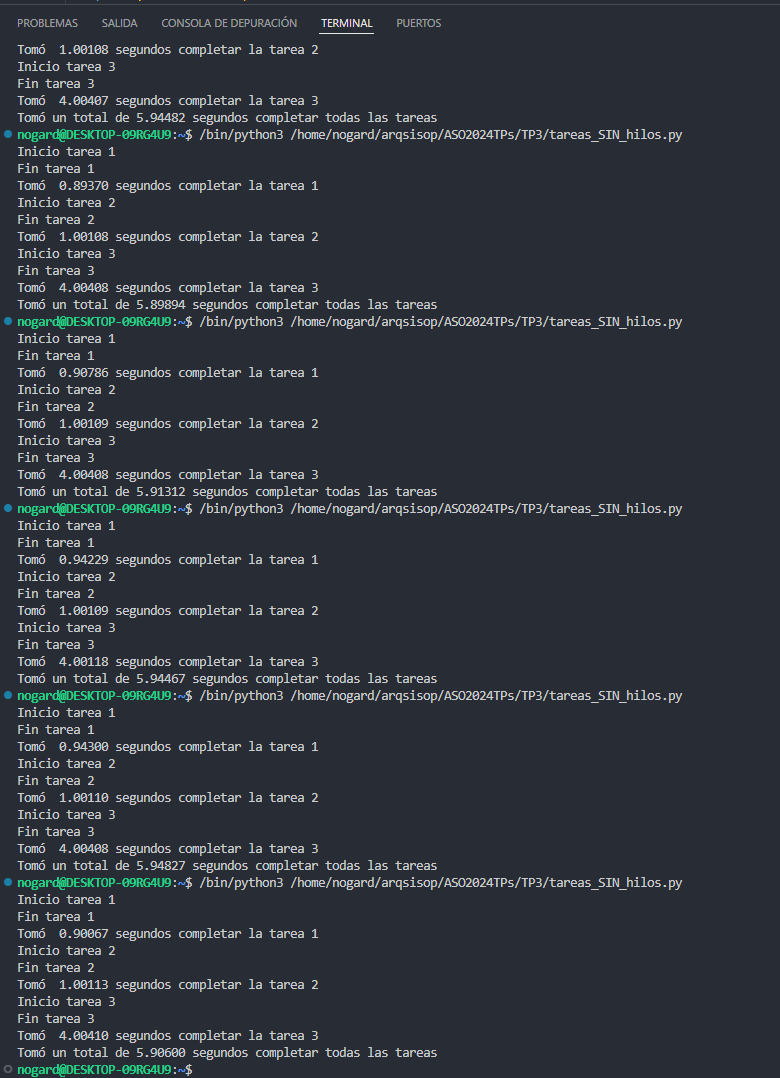 PROBLEMAS SALIDA CONSOLA DE DEPURACIÓN TERMINAL PUERTOS
Tomó  1.00108 segundos completar la tarea 2
Inicio tarea 3
Fin tarea 3
Tomó  4.00407 segundos completar la tarea 3
Tomó un total de 5.94482 segundos completar todas las tareas
nogard@DESKTOP-09RG4U9:~$ /bin/python3 /home/nogard/arqsisop/ASO2024TPs/TP3/tareas_SIN_hilos.py
Inicio tarea 1
Fin tarea 1
Tomó  0.89370 segundos completar la tarea 1
Inicio tarea 2
Fin tarea 2
Tomó  1.00108 segundos completar la tarea 2
Inicio tarea 3
Fin tarea 3
Tomó  4.00408 segundos completar la tarea 3
Tomó un total de 5.89894 segundos completar todas las tareas
nogard@DESKTOP-09RG4U9:~$ /bin/python3 /home/nogard/arqsisop/ASO2024TPs/TP3/tareas_SIN_hilos.py
Inicio tarea 1
Fin tarea 1
Tomó  0.90786 segundos completar la tarea 1
Inicio tarea 2
Fin tarea 2
Tomó  1.00109 segundos completar la tarea 2
Inicio tarea 3
Fin tarea 3
Tomó  4.00408 segundos completar la tarea 3
Tomó un total de 5.91312 segundos completar todas las tareas
nogard@DESKTOP-09RG4U9:~$ /bin/python3 /home/nogard/arqsisop/ASO2024TPs/TP3/tareas_SIN_hilos.py
Inicio tarea 1
Fin tarea 1
Tomó  0.94229 segundos completar la tarea 1
Inicio tarea 2
Fin tarea 2
Tomó  1.00109 segundos completar la tarea 2
Inicio tarea 3
Fin tarea 3
Tomó  4.00118 segundos completar la tarea 3
Tomó un total de 5.94467 segundos completar todas las tareas
nogard@DESKTOP-09RG4U9:~$ /bin/python3 /home/nogard/arqsisop/ASO2024TPs/TP3/tareas_SIN_hilos.py
Inicio tarea 1
Fin tarea 1
Tomó  0.94300 segundos completar la tarea 1
Inicio tarea 2
Fin tarea 2
Tomó  1.00110 segundos completar la tarea 2
Inicio tarea 3
Fin tarea 3
Tomó  4.00408 segundos completar la tarea 3
Tomó un total de 5.94827 segundos completar todas las tareas
nogard@DESKTOP-09RG4U9:~$ /bin/python3 /home/nogard/arqsisop/ASO2024TPs/TP3/tareas_SIN_hilos.py
Inicio tarea 1
Fin tarea 1
Tomó  0.90067 segundos completar la tarea 1
Inicio tarea 2
Fin tarea 2
Tomó  1.00113 segundos completar la tarea 2
Inicio tarea 3
Fin tarea 3
Tomó  4.00410 segundos completar la tarea 3
Tomó un total de 5.90600 segundos completar todas las tareas
nogard@DESKTOP-09RG4U9:~$